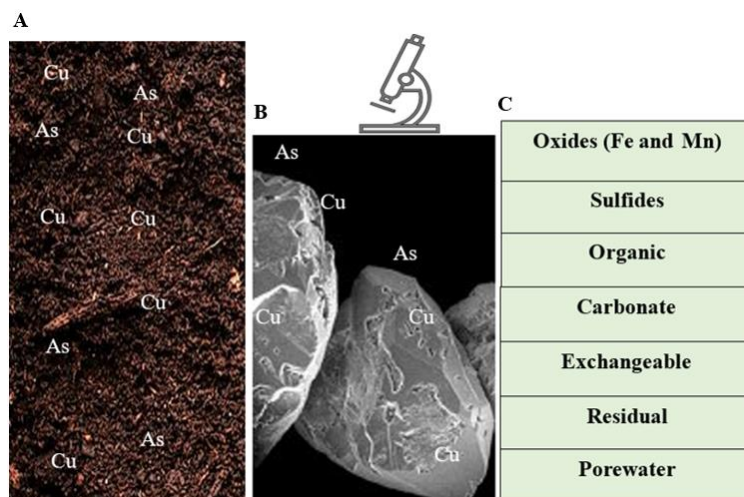 A
Cu
As
As
Cu
Cu
Cu
Cu
As
As
Cu
B
As
Cu
As
Cu
Cu
Cu
C
Oxides (Fe and Mn)
Sulfides
Organic
Carbonate
Exchangeable
Residual
Porewater